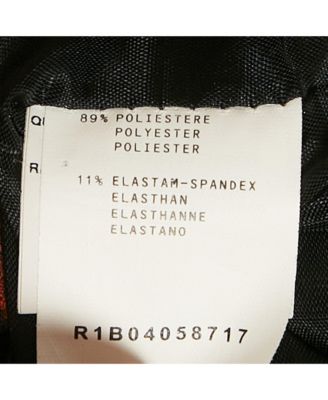 89% POLIESTERE
POLYESTER
POLIESTER
11% ELASTAM-SPANDEX
ELASTHAN
ELASTHANNE
ELASTANO
R1B04058717